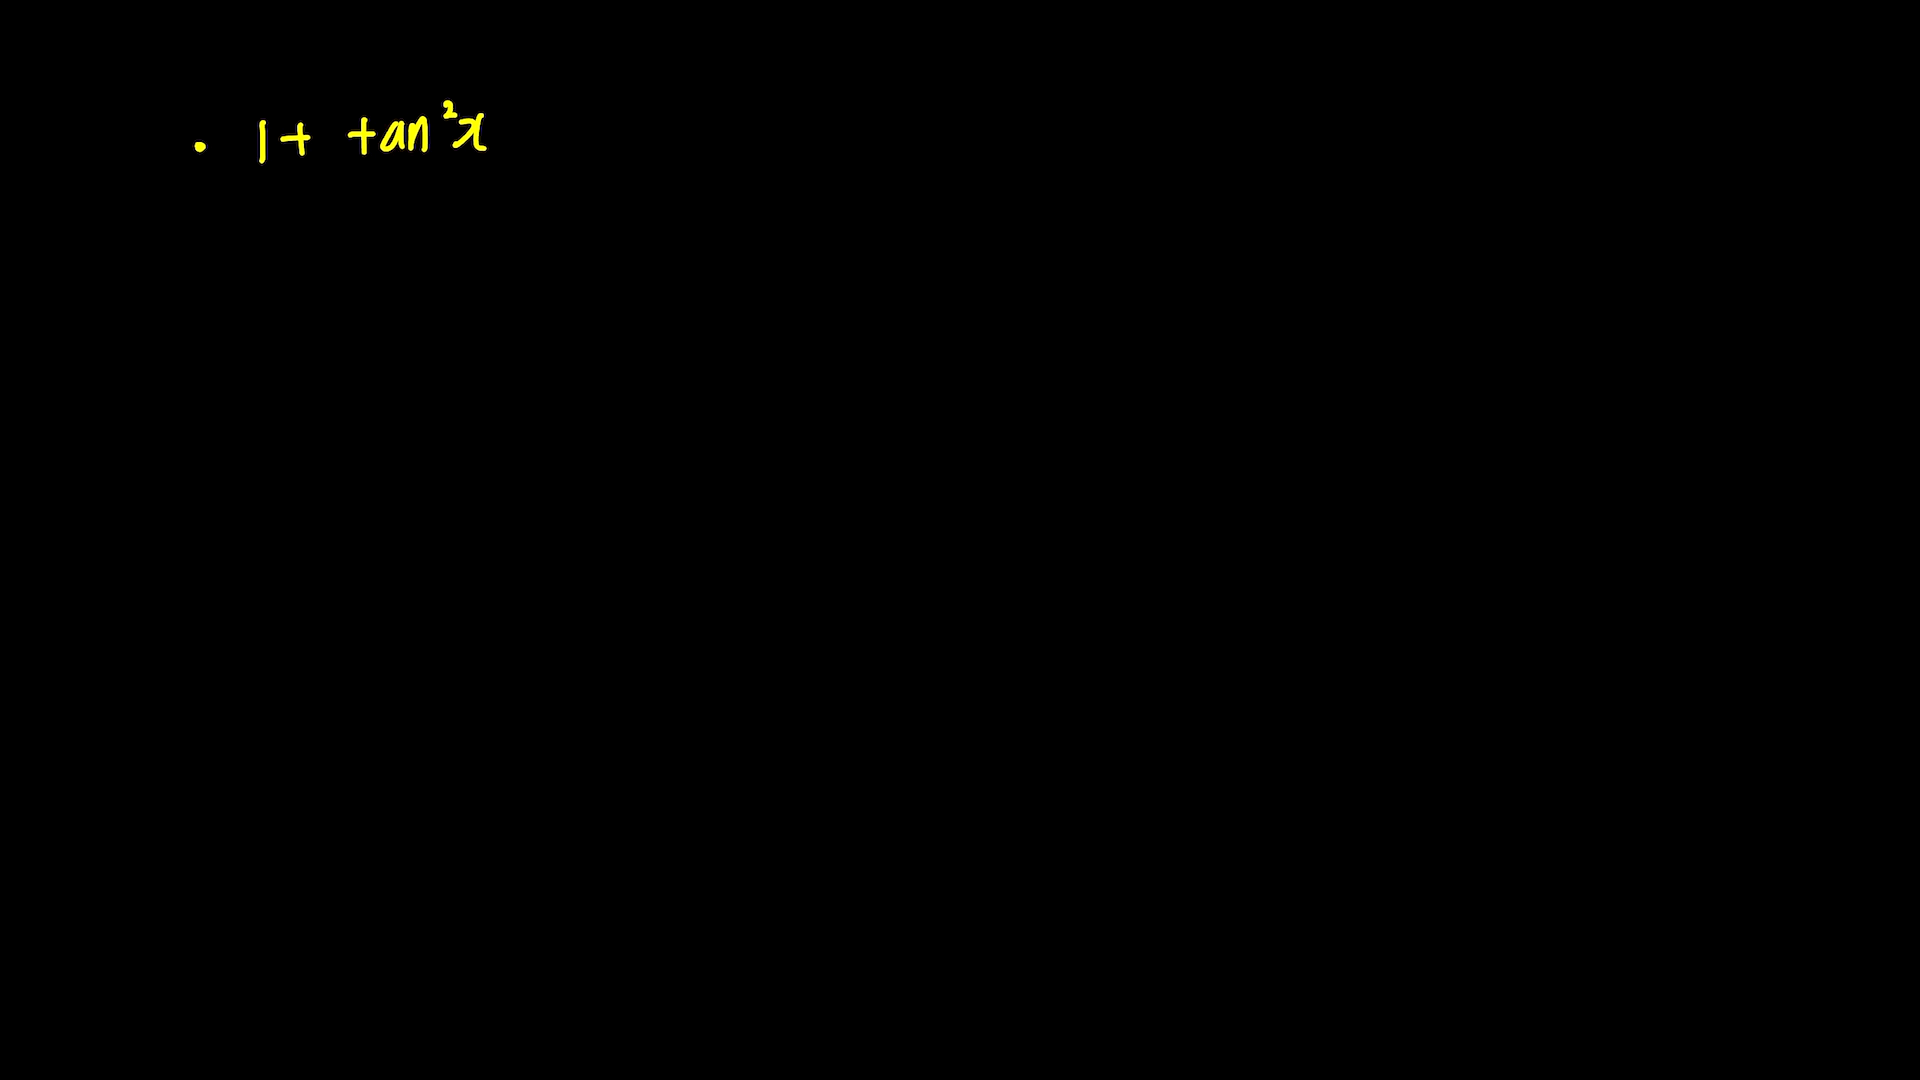 . 1 + tan²x